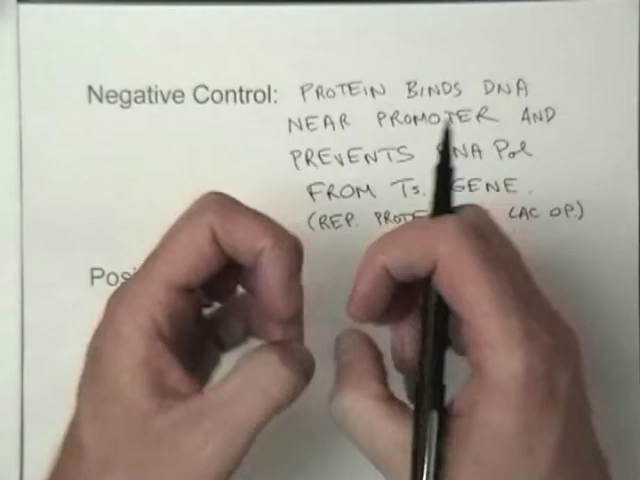 Negative Control: PROTEIN BINDS DNA
NEAR PROMOTER AND
PREVENTS NA Pol
FROM Ts. GENE.
(REP. PROTE LAC OP.)
Posi